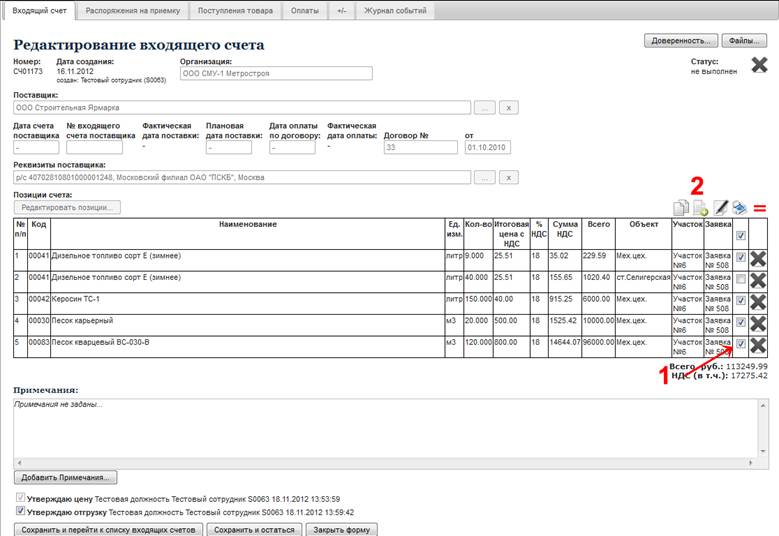 Входящий счет Распоряжения на приемку Поступления товара Оплаты +/- Журнал событий
Редактирование входящего счета Доверенность... Файлы...
Номер: Дата создания: Организация: Статус:
СЧ01173 16.11.2012 ООО СМУ-1 Метрострой не выполнен
создан: Тестовый сотрудник (S0063)
Поставщик:
ООО Строительная Ярмарка ... x
Дата счета № входящего Фактическая Плановая Дата оплаты Фактическая Договор № от
поставщика счета поставщика дата поставки: дата поставки: по договору: дата оплаты:
- - - - - 33 01.10.2010
Реквизиты поставщика:
р/с 40702810801000001248, Московский филиал ОАО "ПСКБ", Москва ... x
Позиции счета: 2
Редактировать позиции... =
№ Код Наименование Ед. Кол-во Итоговая % Сумма Всего Объект Участок Заявка
п/п изм. цена с НДС НДС
НДС
1 00041 Дизельное топливо сорт Е (зимнее) литр 9.000 25.51 18 35.02 229.59 Мех.цех. Участок Заявка
№6 № 508
2 00041 Дизельное топливо сорт Е (зимнее) литр 40.000 25.51 18 155.65 1020.40 ст.Селигерская Участок Заявка
№6 № 508
3 00042 Керосин ТС-1 литр 150.000 40.00 18 915.25 6000.00 Мех.цех. Участок Заявка
№6 № 508
4 00030 Песок карьерный м3 20.000 500.00 18 1525.42 10000.00 Мех.цех. Участок Заявка
№6 № 508
5 00083 Песок кварцевый ВС-030-В м3 120.000 800.00 18 14644.07 96000.00 Мех.цех. Участок Заявка
№6 № 508
Всего, руб.: 113249.99
1 НДС (в т.ч.): 17275.42
Примечания:
Примечания не заданы...
Добавить Примечания...
Утверждаю цену Тестовая должность Тестовый сотрудник S0063 18.11.2012 13:53:59
Утверждаю отгрузку Тестовая должность Тестовый сотрудник S0063 18.11.2012 13:59:42
Сохранить и перейти к списку входящих счетов Сохранить и остаться Закрыть форму